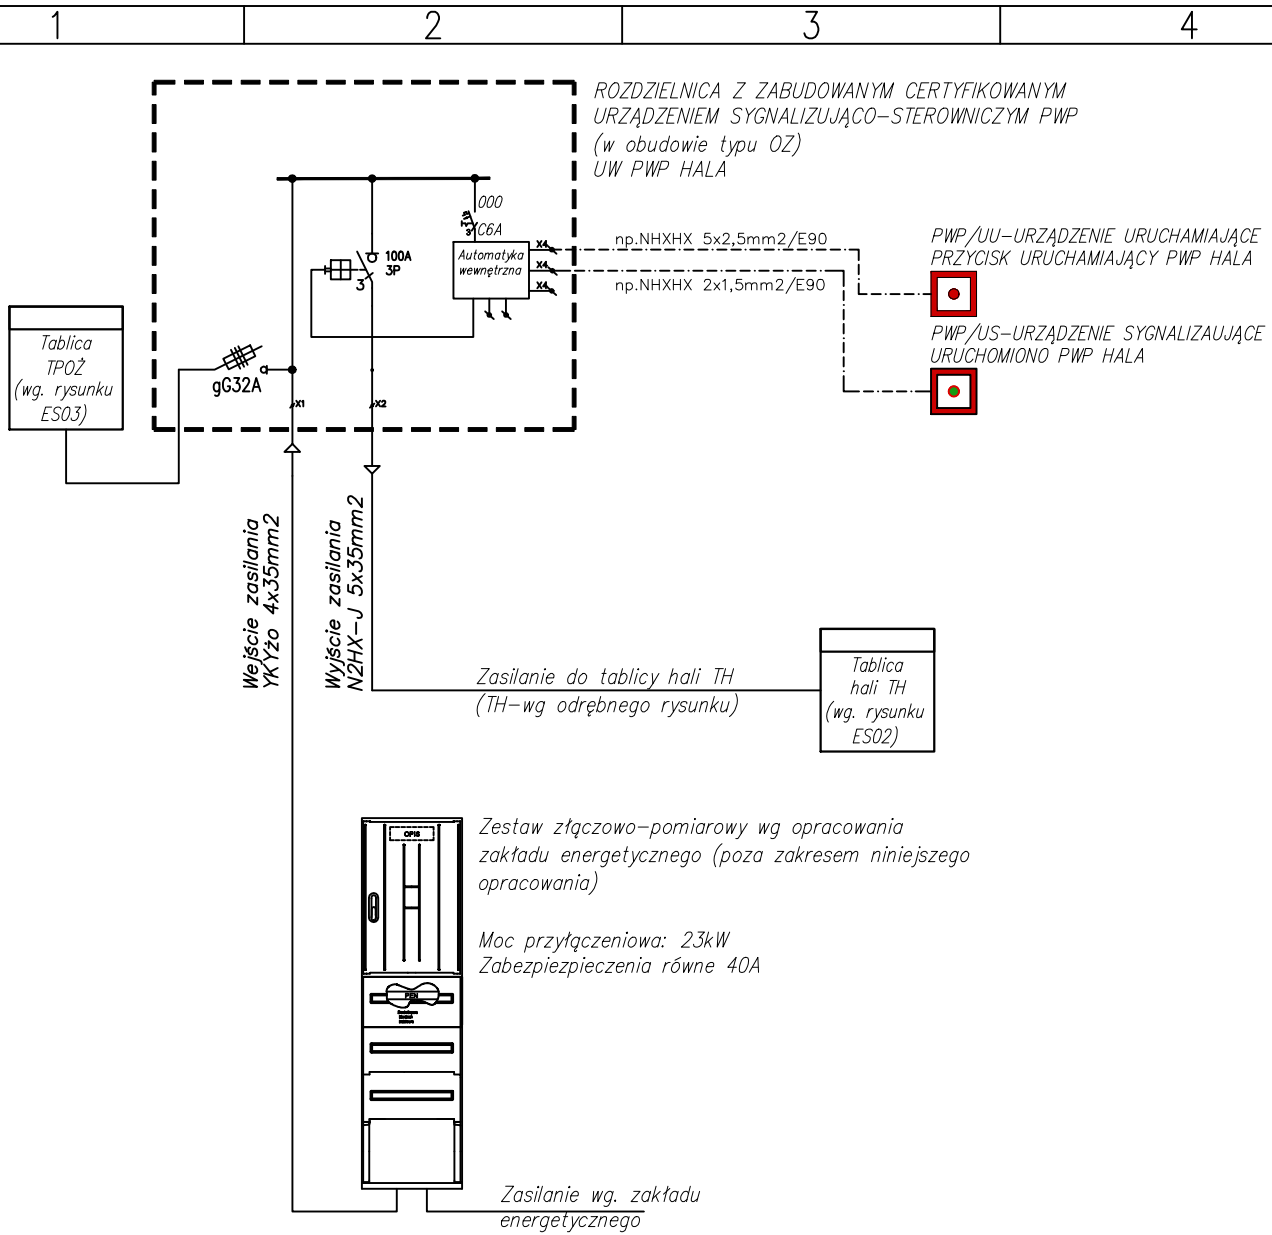 1
2
3
4
ROZDZIELNICA Z ZABUDOWANYM CERTYFIKOWANYM
URZĄDZENIEM SYGNALIZUJĄCO-STEROWNICZYM PWP
(w obudowie typu OZ)
UW PWP HALA
000
C6A
3
Automatyka
wewnętrzna
X4
X4
X4
100A
3P
3
np.NHXHX 5x2,5mm2/E90
np.NHXHX 2x1,5mm2/E90
PWP/UU-URZĄDZENIE URUCHAMIAJĄCE
PRZYCISK URUCHAMIAJĄCY PWP HALA
PWP/US-URZĄDZENIE SYGNALIZAUJĄCE
URUCHOMIONO PWP HALA
Tablica
TPOŻ
(wg. rysunku
ES03)
gG32A
X1
X2
Wejście zasilania
YKYżo 4x35mm2
Wyjście zasilania
N2HX-J 5x35mm2
Zasilanie do tablicy hali TH
(TH-wg odrębnego rysunku)
Tablica
hali TH
(wg. rysunku
ES02)
OPIS
Zestaw złączowo-pomiarowy wg opracowania
zakładu energetycznego (poza zakresem niniejszego
opracowania)
Moc przyłączeniowa: 23kW
Zabezpiezpieczenia równe 40A
PEN
Zasilanie wg. zakładu
energetycznego